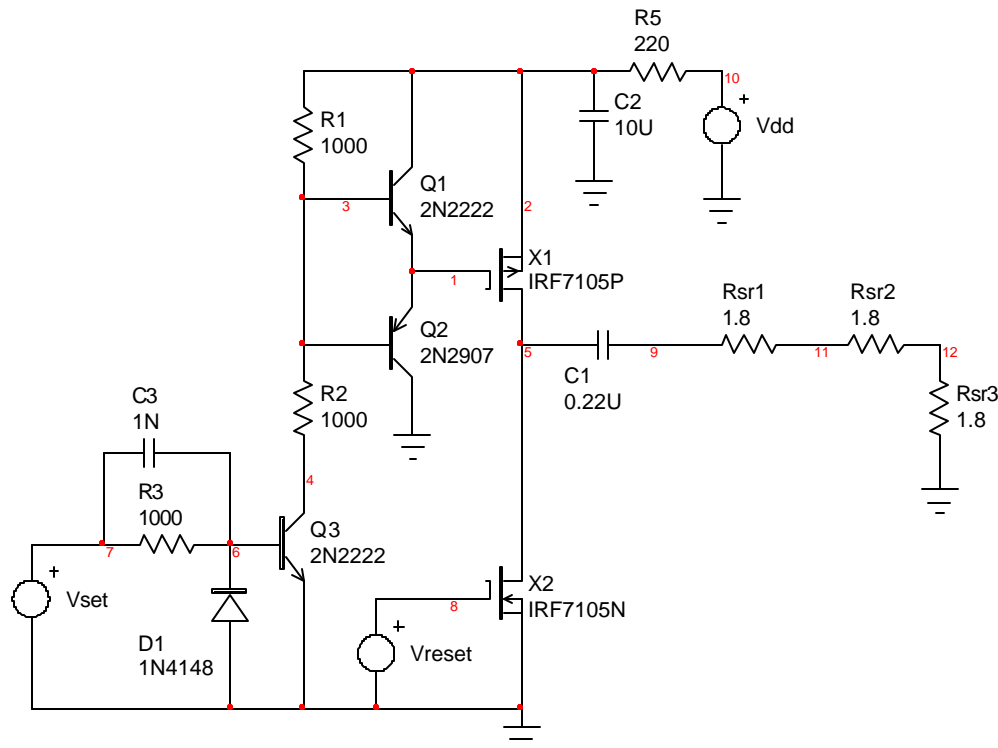 R5
220
10
+
Vdd
C2
10U
R1
1000
Q1
2N2222
3
2
X1
IRF7105P
1
Rsr1
1.8
Rsr2
1.8
Q2
2N2907
5
9
11
12
C1
0.22U
Rsr3
1.8
R2
1000
C3
1N
4
R3
1000
Q3
2N2222
7
6
+
Vset
X2
IRF7105N
8
+
Vreset
D1
1N4148